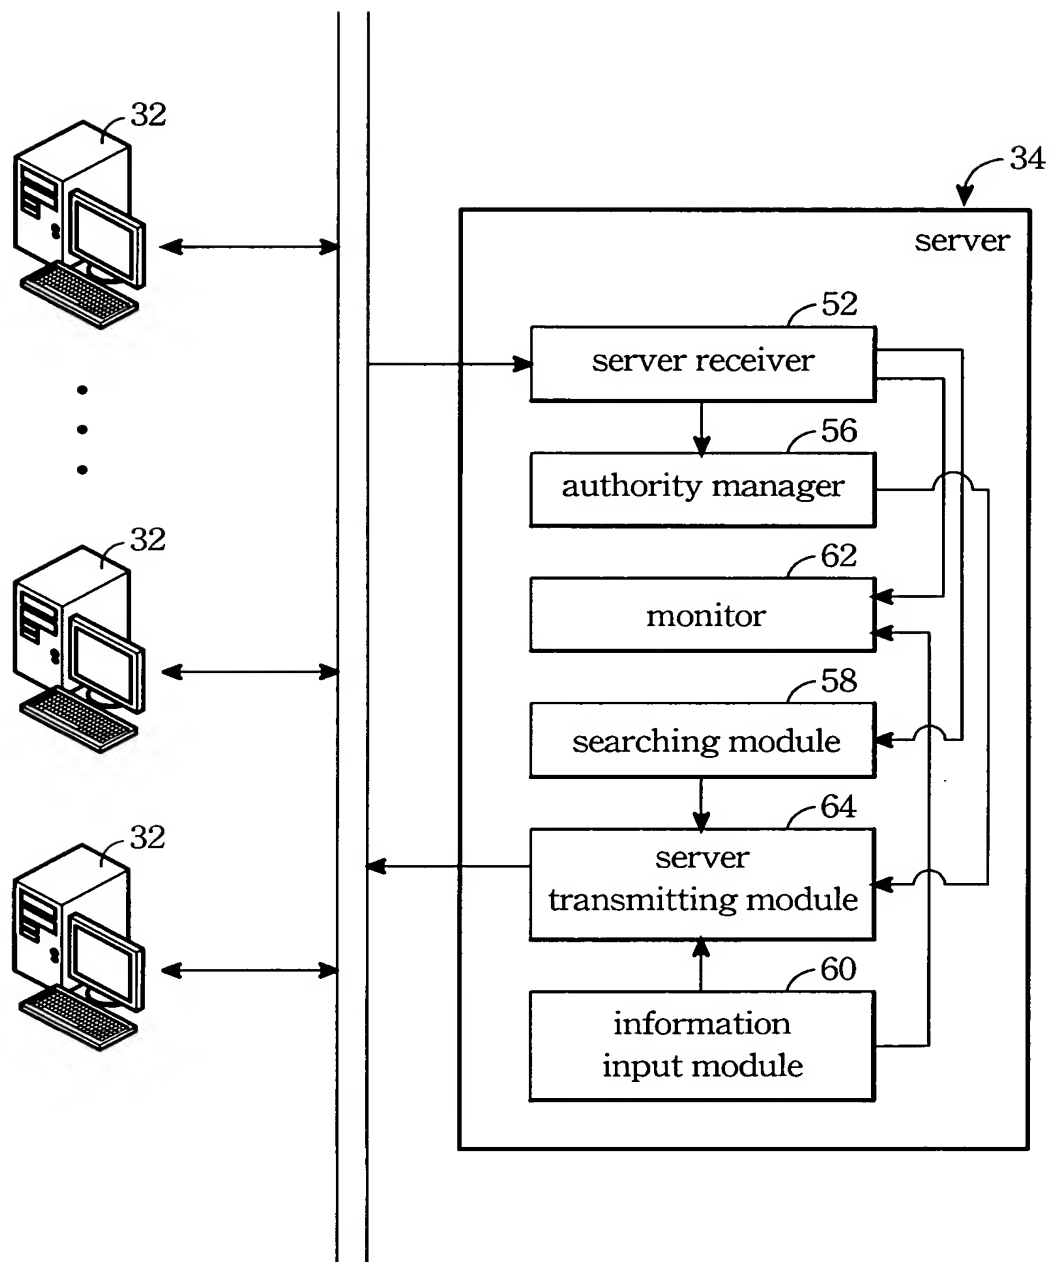 32
34
server
52
server receiver
56
authority manager
32
62
monitor
58
searching module
64
server
transmitting module
32
60
information
input module